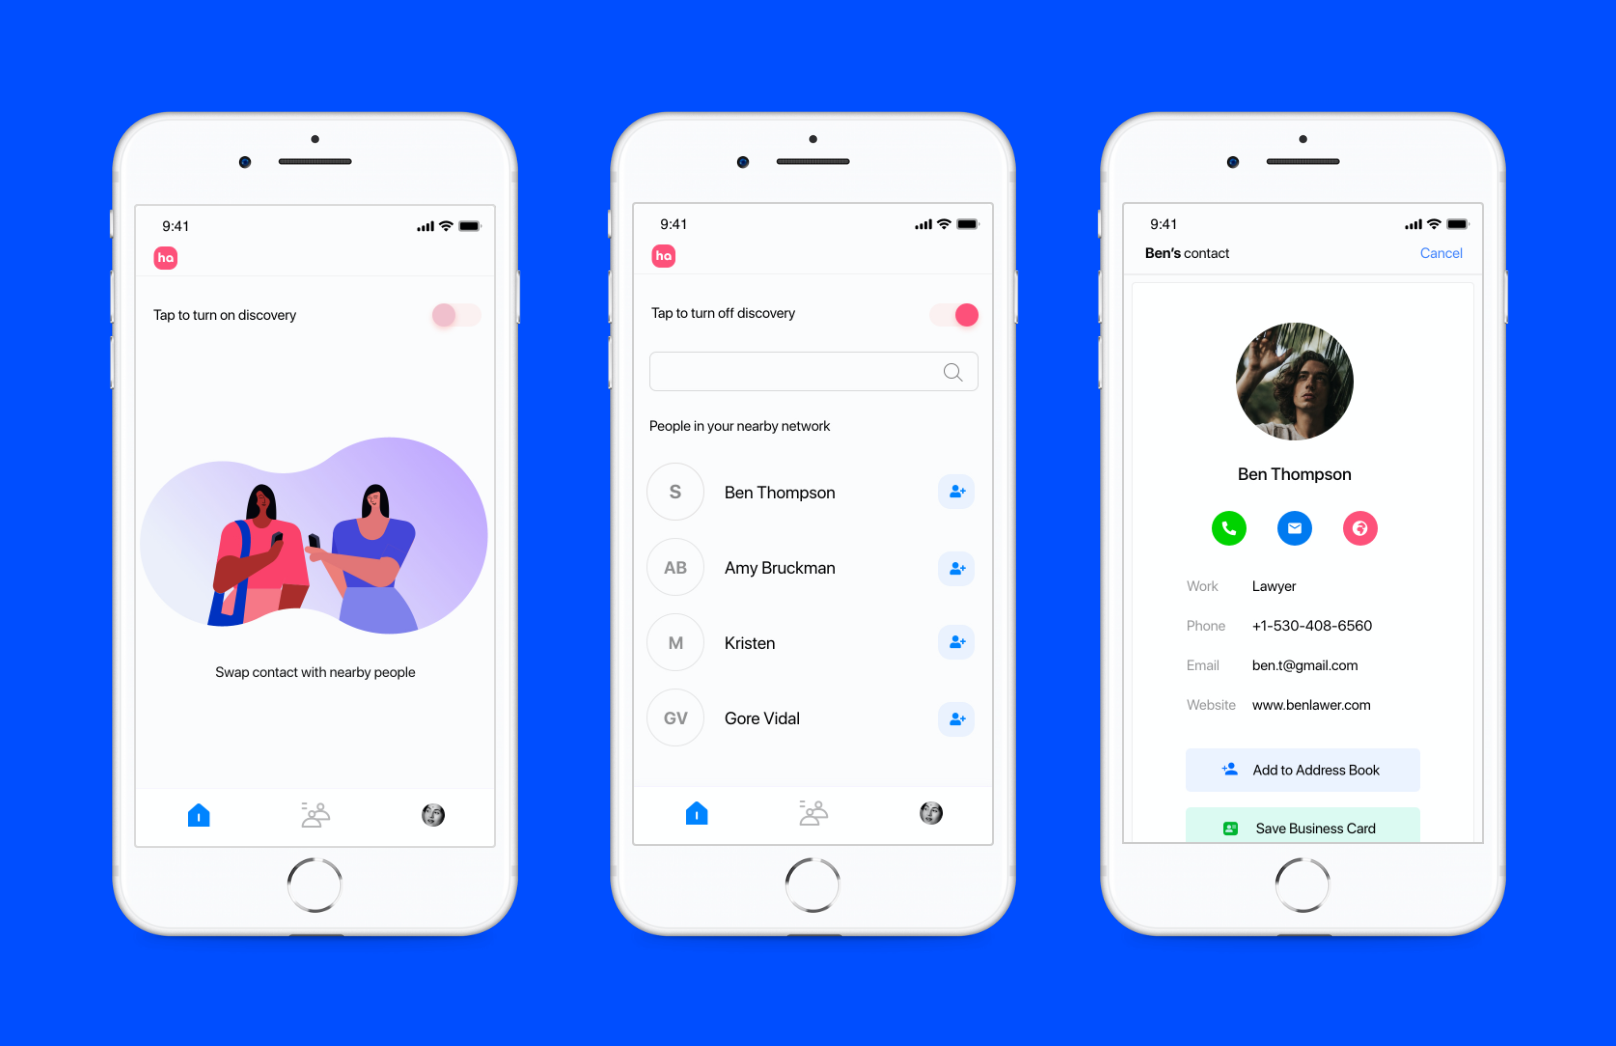 9:41
ha
Tap to turn on discovery
Swap contact with nearby people
9:41
ha
Tap to turn off discovery
People in your nearby network
S
Ben Thompson
AB
Amy Bruckman
M
Kristen
GV
Gore Vidal
9:41
Ben's contact
Cancel
Ben Thompson
Work Lawyer
Phone +1-530-408-6560
Email ben.t@gmail.com
Website www.benlawer.com
Add to Address Book
Save Business Card